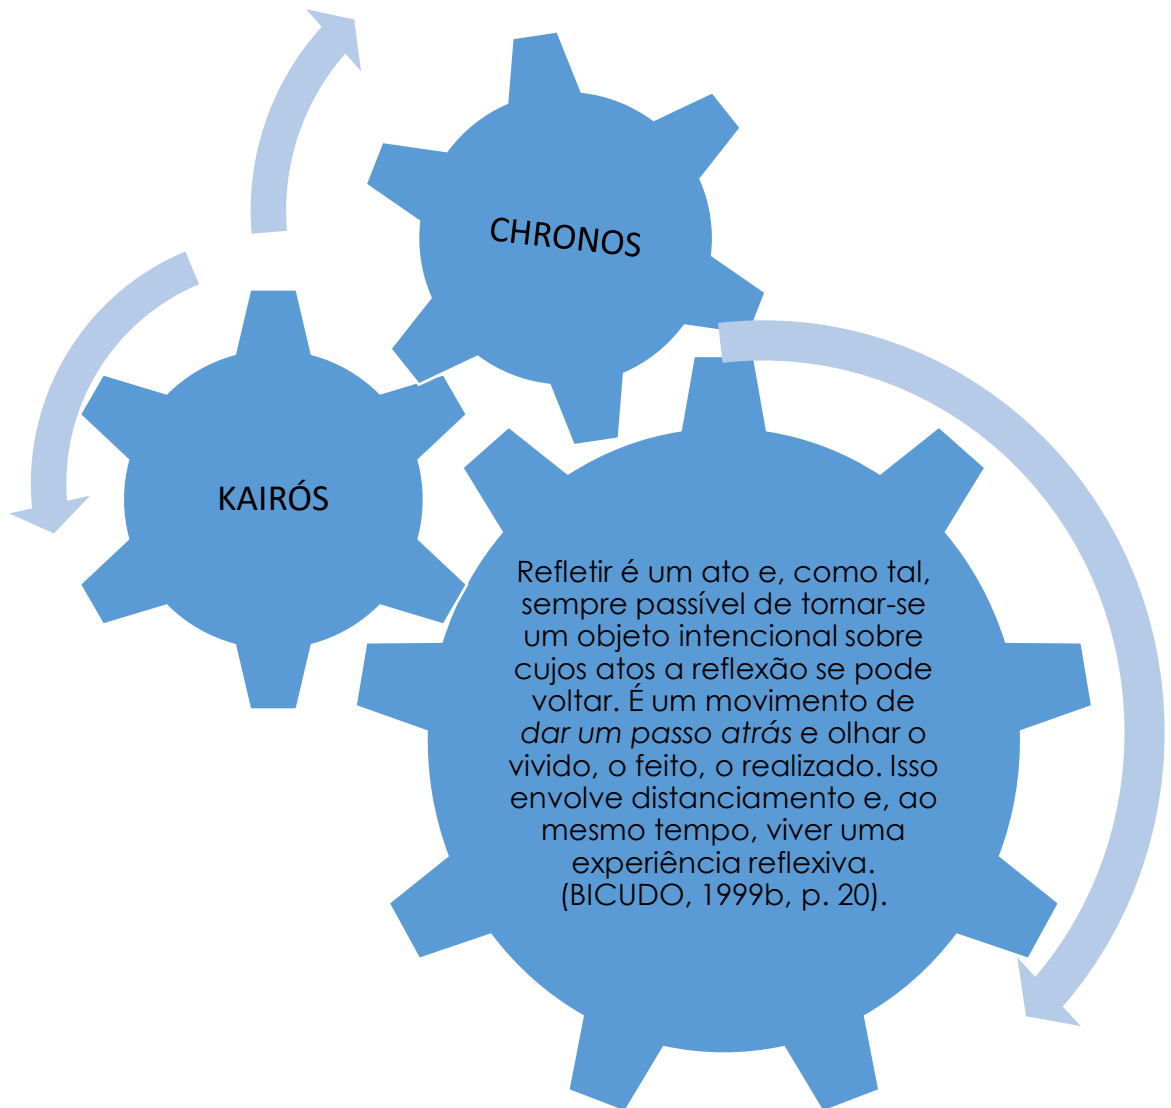 CHRONOS
KAIRÓS
Refletir é um ato e, como tal,
sempre passível de tornar-se
um objeto intencional sobre
cujos atos a reflexão se pode
voltar. É um movimento de
dar um passo atrás e olhar o
vivido, o feito, o realizado. Isso
envolve distanciamento e, ao
mesmo tempo, viver uma
experiência reflexiva.
(BICUDO, 1999b, p. 20).